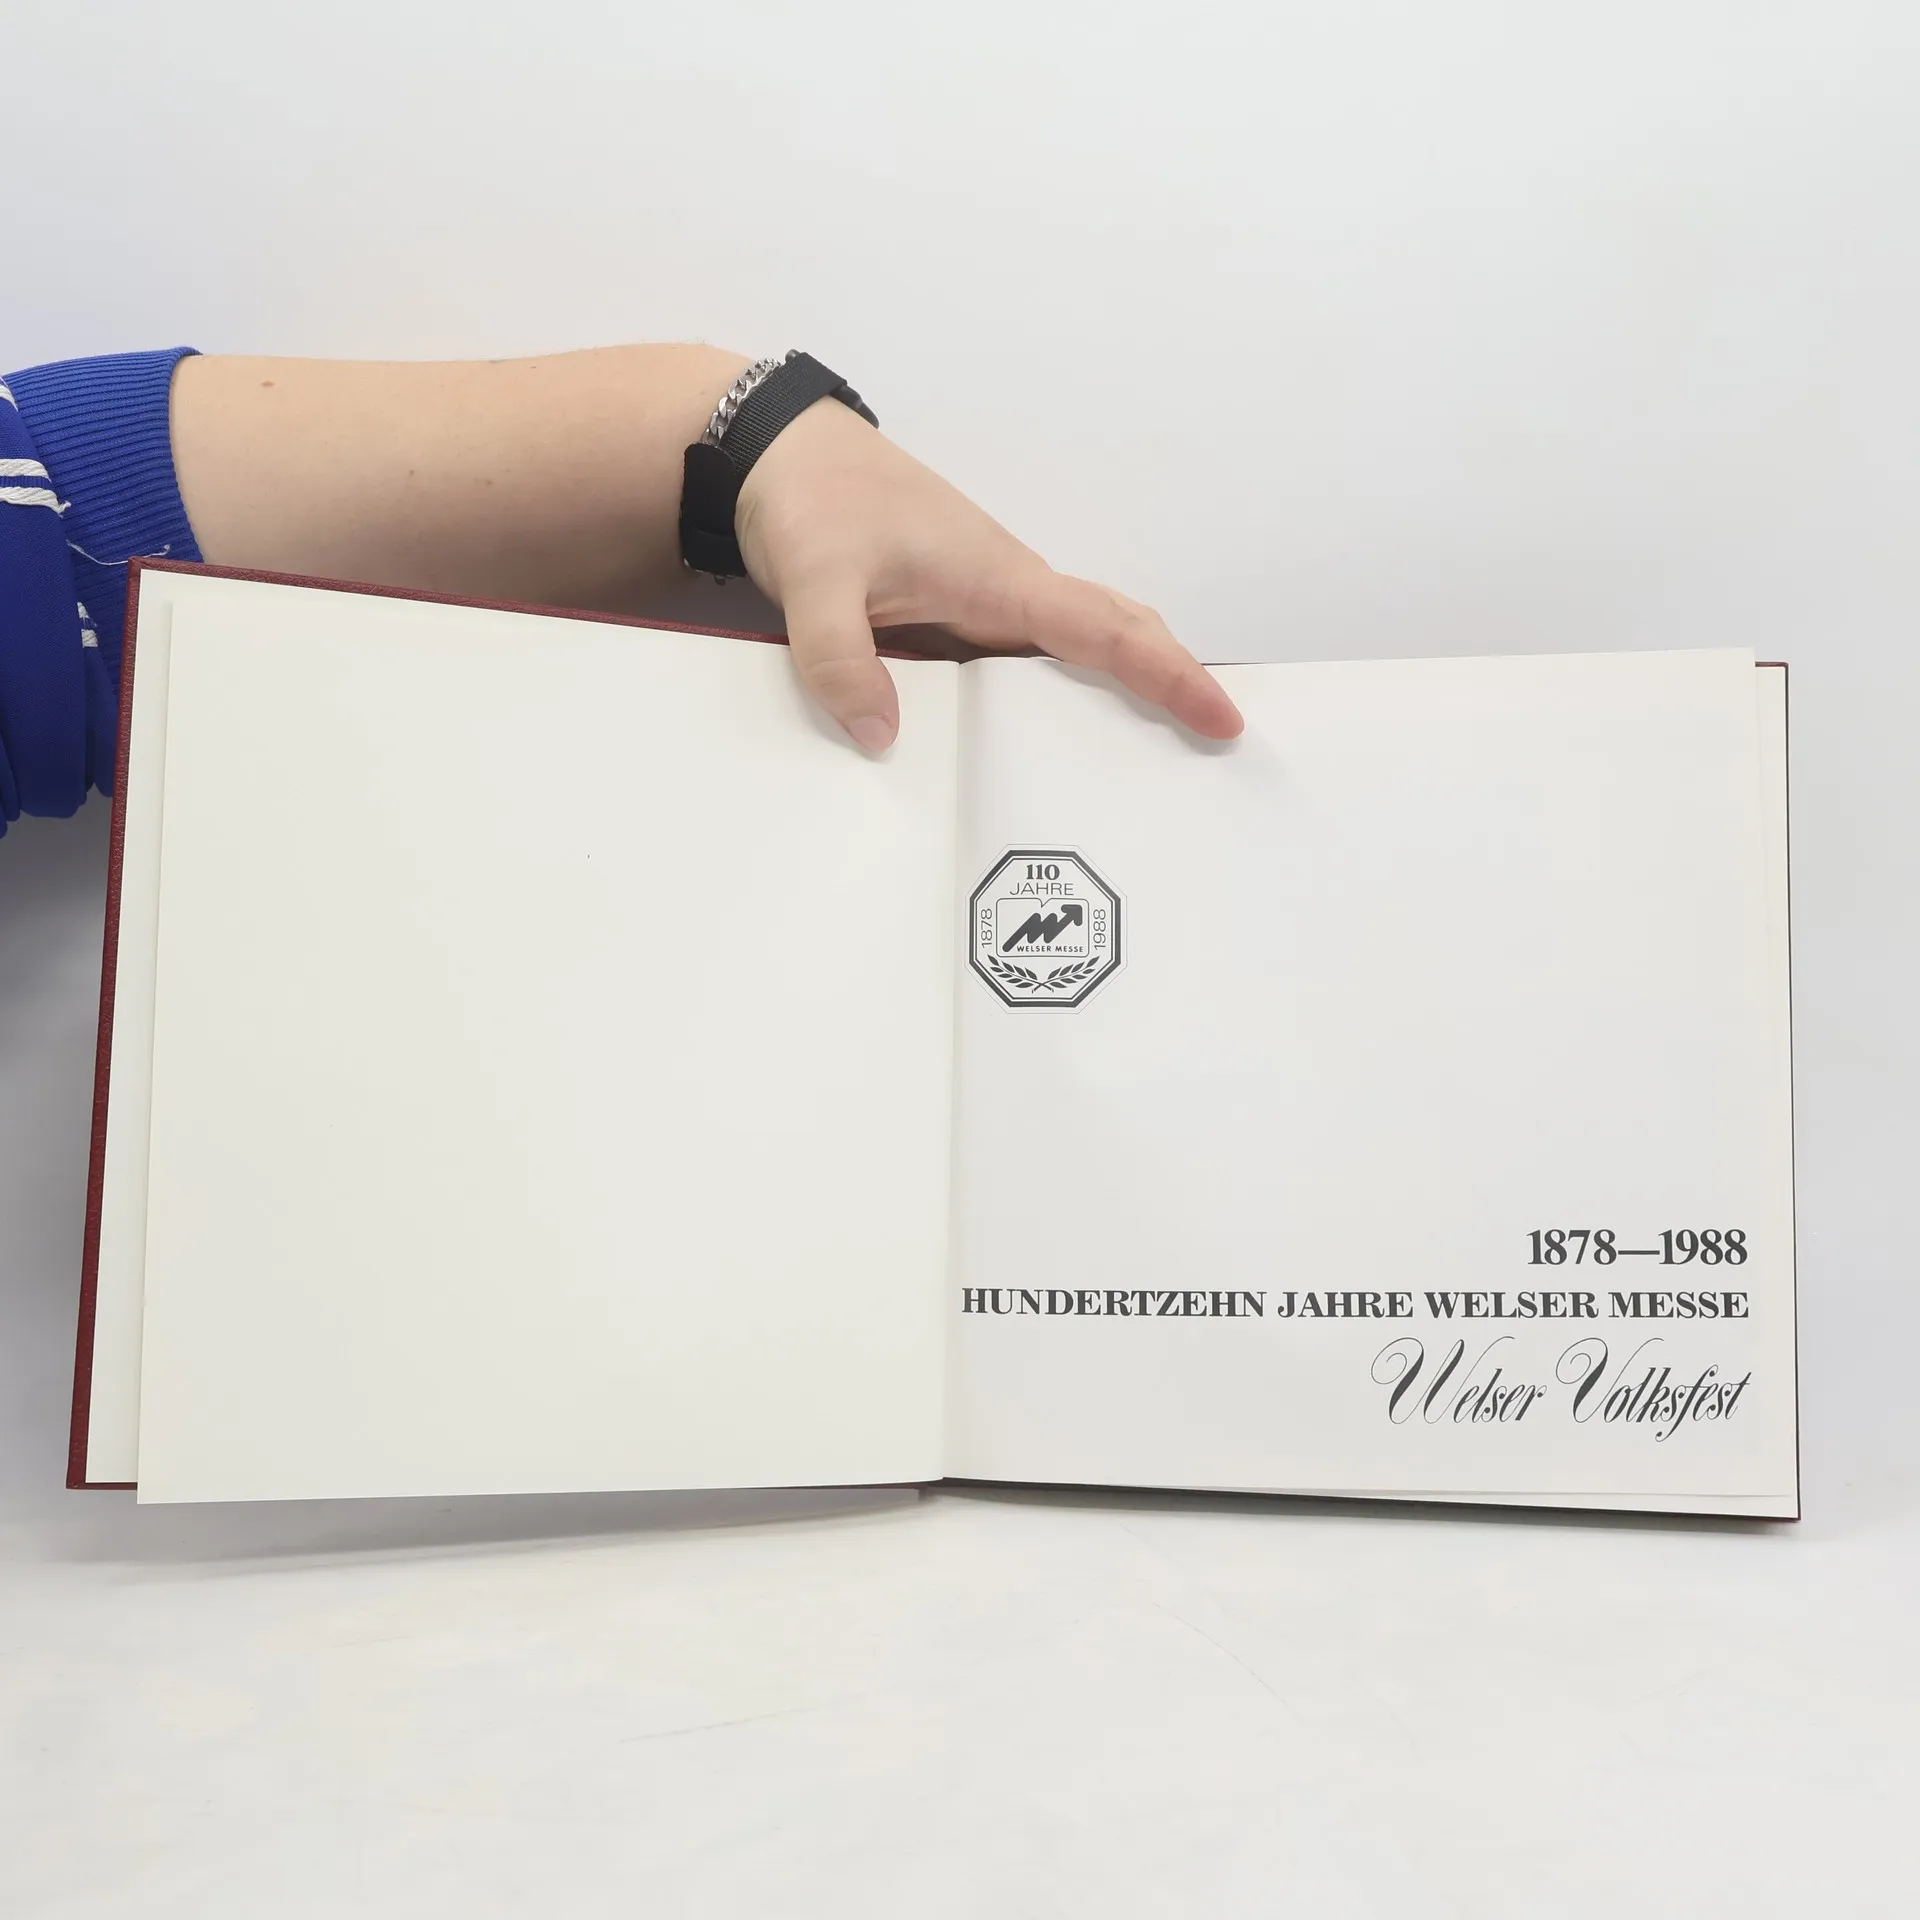 110
JAHRE
1878
1988
WELSER MESSE
1878—1988
HUNDERTZEHN JAHRE WELSER MESSE
Welser Volksfest